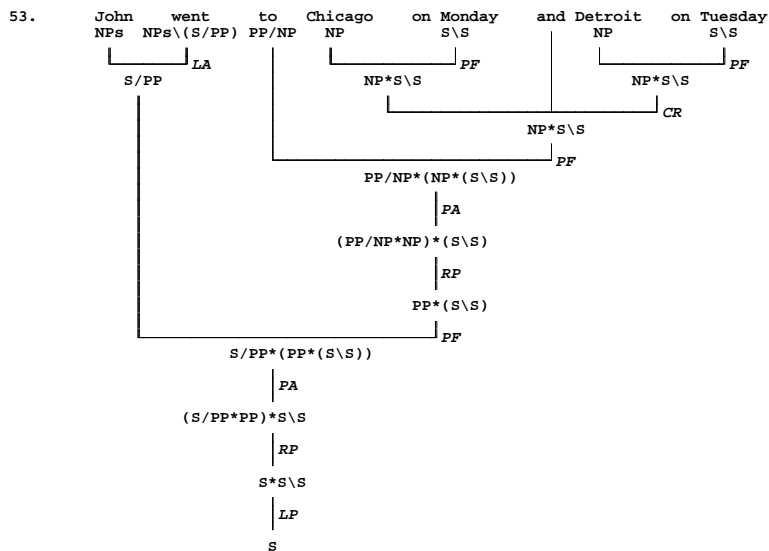 53. John went to Chicago on Monday and Detroit on Tuesday
NPs NPs\(S/PP) PP/NP NP S\S NP S\S
LA PF PF
S/PP NP*S\S NP*S\S
CR
NP*S\S
PF
PP/NP*(NP*(S\S))
PA
(PP/NP*NP)*(S\S)
RP
PP*(S\S)
PF
S/PP*(PP*(S\S))
PA
(S/PP*PP)*S\S
RP
S*S\S
LP
S